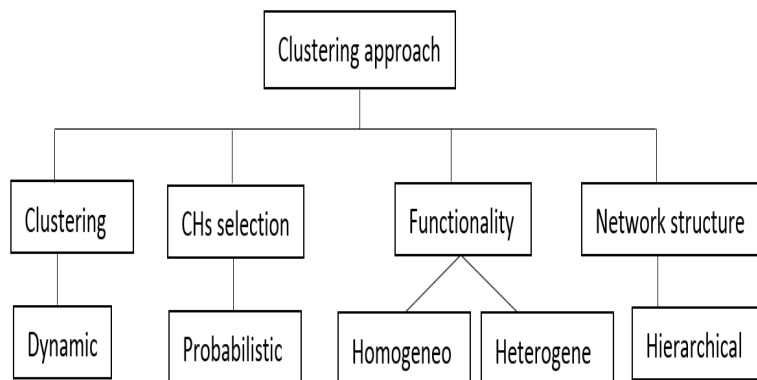 Clustering approach
Clustering
CHs selection
Functionality
Network structure
Dynamic
Probabilistic
Homogeneo
Heterogene
Hierarchical